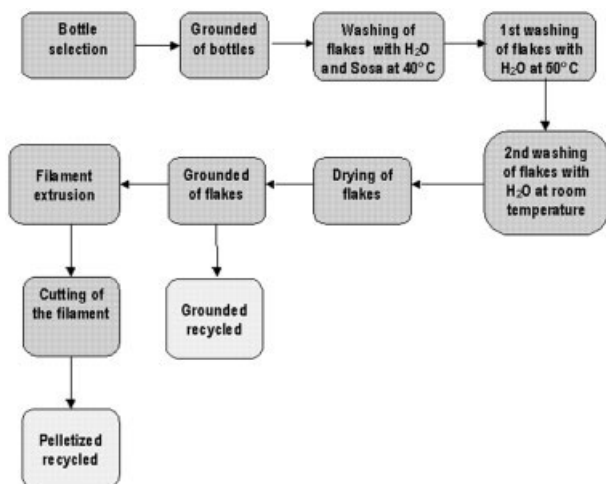 Bottle
selection
Grounded
of bottles
Washing of
flakes with H₂O
and Sosa at 40°C
1st washing
of flakes with
H₂O at 50°C
2nd washing
of flakes with
H₂O at room
temperature
Drying of
flakes
Grounded
of flakes
Filament
extrusion
Grounded
recycled
Cutting of
the filament
Pelletized
recycled